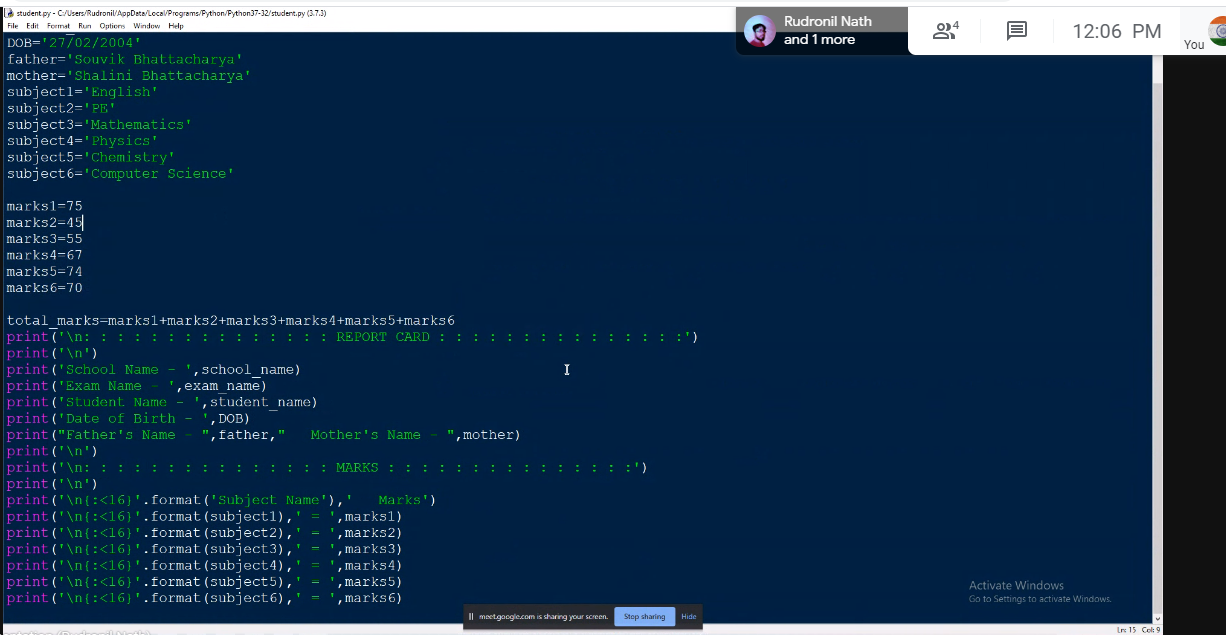 student.py - C:/Users/Rudronil/AppData/Local/Programs/Python/Python37-32/student.py (3.7.3)
File Edit Format Run Options Window Help
Rudronil Nath
and 1 more
4
12:06 PM
You
DOB='27/02/2004'
father='Souvik Bhattacharya'
mother='Shalini Bhattacharya'
subject1='English'
subject2='PE'
subject3='Mathematics'
subject4='Physics'
subject5='Chemistry'
subject6='Computer Science'
marks1=75
marks2=45
marks3=55
marks4=67
marks5=74
marks6=70
total_marks=marks1+marks2+marks3+marks4+marks5+marks6
print('\n: : : : : : : : : : : : : : : REPORT CARD : : : : : : : : : : : : : : :')
print('\n')
print('School Name - ',school_name)
print('Exam Name - ',exam_name)
print('Student Name - ',student_name)
print('Date of Birth - ',DOB)
print("Father's Name - ",father,"   Mother's Name - ",mother)
print('\n')
print('\n: : : : : : : : : : : : : : : MARKS : : : : : : : : : : : : : : :')
print('\n')
print('\n{:<16}'.format('Subject Name'),'   Marks')
print('\n{:<16}'.format(subject1),' = ',marks1)
print('\n{:<16}'.format(subject2),' = ',marks2)
print('\n{:<16}'.format(subject3),' = ',marks3)
print('\n{:<16}'.format(subject4),' = ',marks4)
print('\n{:<16}'.format(subject5),' = ',marks5)
print('\n{:<16}'.format(subject6),' = ',marks6)
Activate Windows
Go to Settings to activate Windows.
meet.google.com is sharing your screen. Stop sharing Hide
Ln: 15 Col: 9